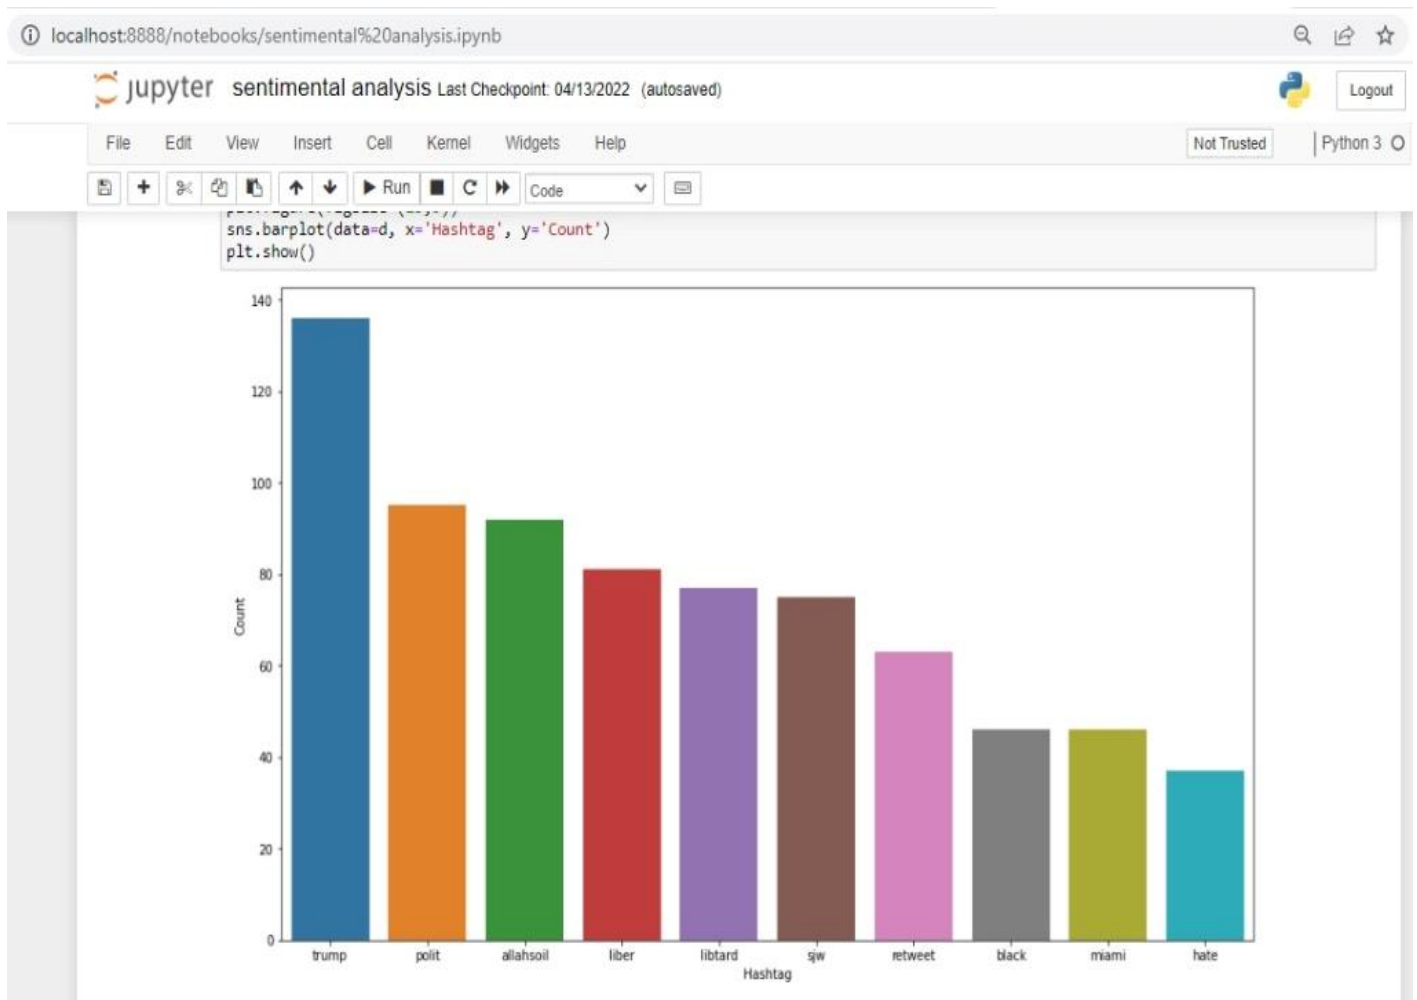 localhost:8888/notebooks/sentimental%20analysis.ipynb
jupyter sentimental analysis Last Checkpoint: 04/13/2022 (autosaved)
Logout
File Edit View Insert Cell Kernel Widgets Help
Not Trusted
Python 3
Run
Code
sns.barplot(data=d, x='Hashtag', y='Count')
plt.show()
140
120
100
80
60
40
20
0
Count
trump polit allahsoil liber libtard sjw retweet black miami hate
Hashtag